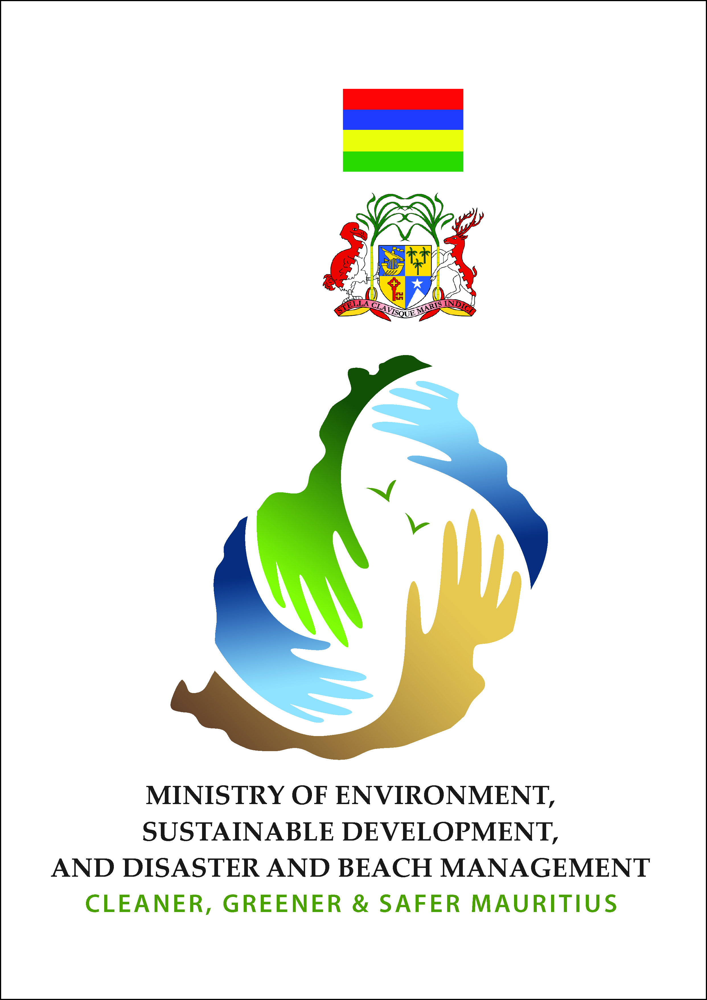 STELLA CLAVISQUE MARIS INDICI
MINISTRY OF ENVIRONMENT,
SUSTAINABLE DEVELOPMENT,
AND DISASTER AND BEACH MANAGEMENT
CLEANER, GREENER & SAFER MAURITIUS